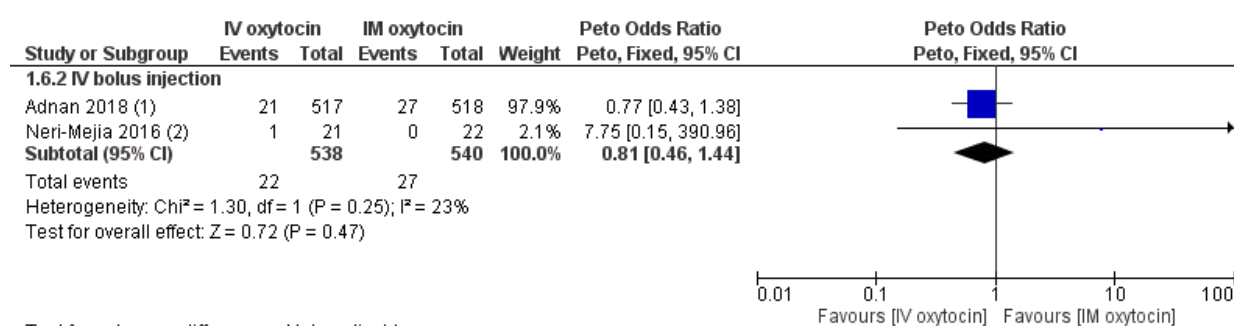 IV oxytocin IM oxytocin Peto Odds Ratio Peto Odds Ratio
Study or Subgroup Events Total Events Total Weight Peto, Fixed, 95% CI Peto, Fixed, 95% CI
1.6.2 IV bolus injection
Adnan 2018 (1) 21 517 27 518 97.9% 0.77 [0.43, 1.38]
Neri-Mejia 2016 (2) 1 21 0 22 2.1% 7.75 [0.15, 390.96]
Subtotal (95% CI) 538 540 100.0% 0.81 [0.46, 1.44]
Total events 22 27
Heterogeneity: Chi² = 1.30, df = 1 (P = 0.25); I² = 23%
Test for overall effect: Z = 0.72 (P = 0.47)
0.01 0.1 1 10 100
Favours [IV oxytocin] Favours [IM oxytocin]